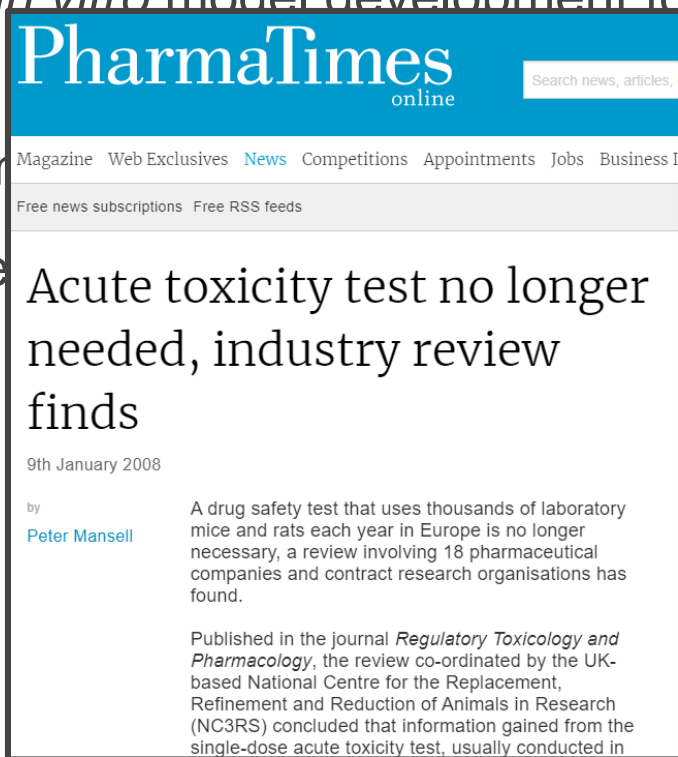 vitro model development
PharmaTimes
online
Search news, articles,
Magazine Web Exclusives News Competitions Appointments Jobs Business
Free news subscriptions Free RSS feeds
Acute toxicity test no longer
needed, industry review
finds
9th January 2008
by
Peter Mansell
A drug safety test that uses thousands of laboratory
mice and rats each year in Europe is no longer
necessary, a review involving 18 pharmaceutical
companies and contract research organisations has
found.
Published in the journal Regulatory Toxicology and
Pharmacology, the review co-ordinated by the UK-
based National Centre for the Replacement,
Refinement and Reduction of Animals in Research
(NC3RS) concluded that information gained from the
single-dose acute toxicity test, usually conducted in